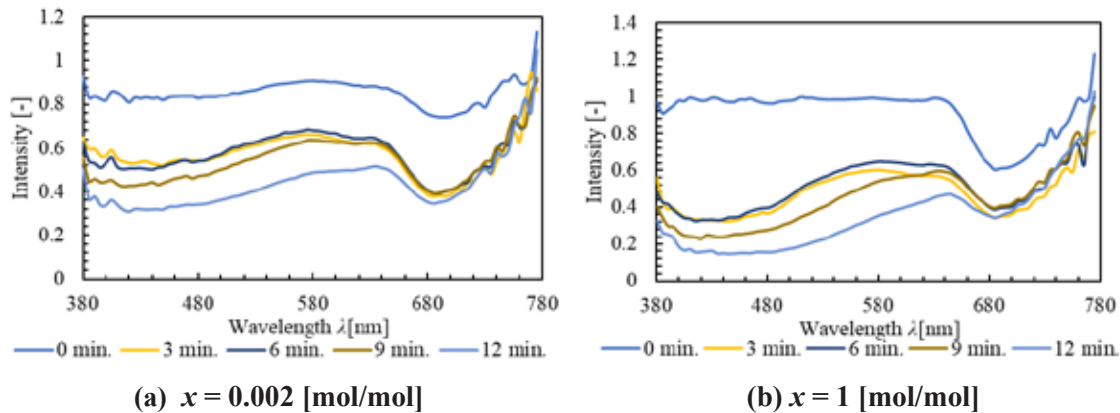 1.2
1
0.8
0.6
0.4
0.2
0
Intensity [-]
380 480 580 680 780
Wavelength λ[nm]
0 min. 3 min. 6 min. 9 min. 12 min.
(a) x = 0.002 [mol/mol]
1.4
1.2
1
0.8
0.6
0.4
0.2
0
Intensity [-]
380 480 580 680 780
Wavelength λ[nm]
0 min. 3 min. 6 min. 9 min. 12 min.
(b) x = 1 [mol/mol]